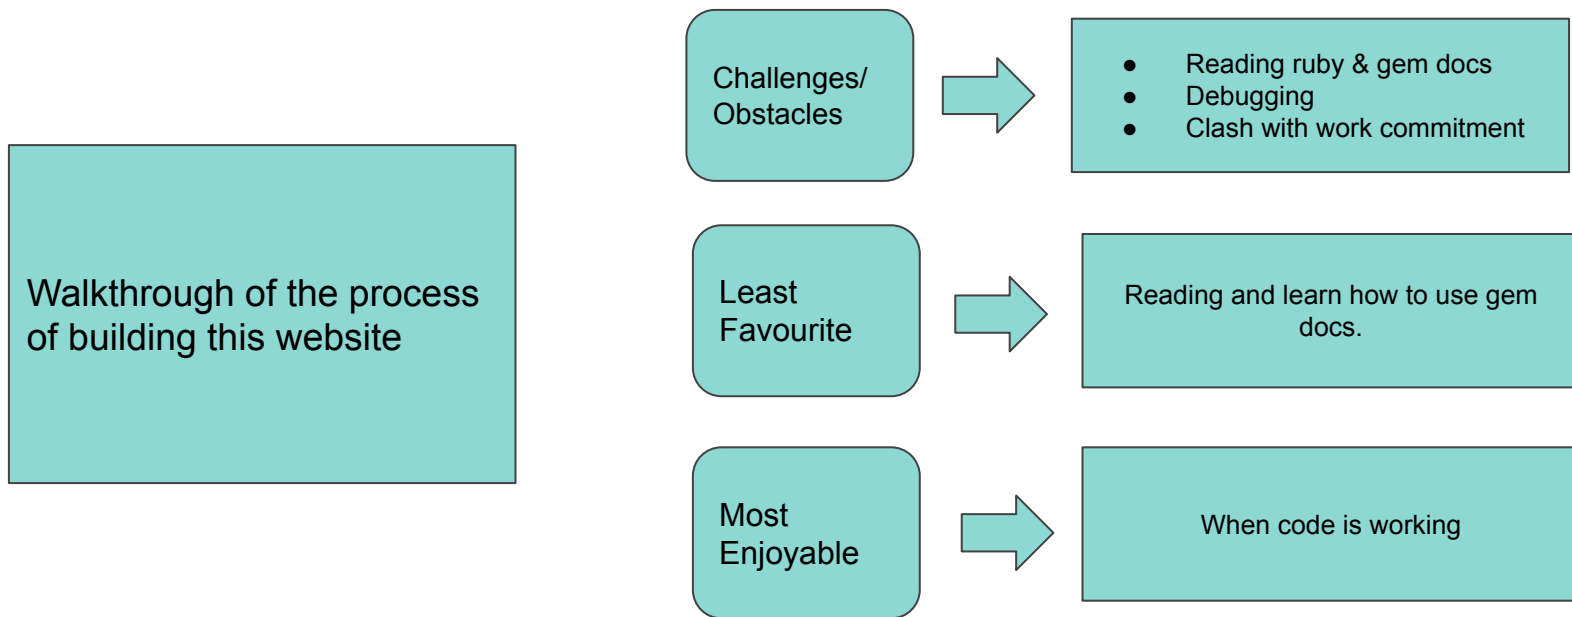 Walkthrough of the process
of building this website
Challenges/
Obstacles
● Reading ruby & gem docs
● Debugging
● Clash with work commitment
Least
Favourite
Reading and learn how to use gem
docs.
Most
Enjoyable
When code is working